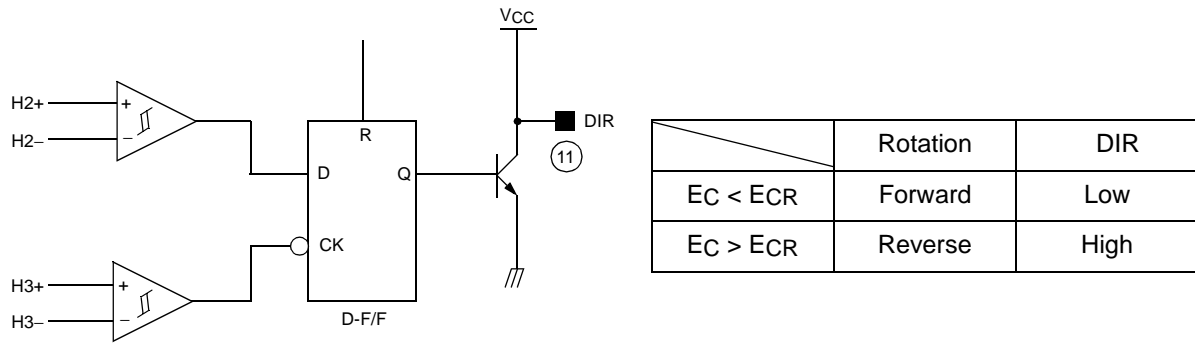 VCC
H2+
H2−
+
−
R
D
Q
DIR
11
CK
H3+
H3−
+
−
D-F/F
Rotation DIR
EC < ECR Forward Low
EC > ECR Reverse High